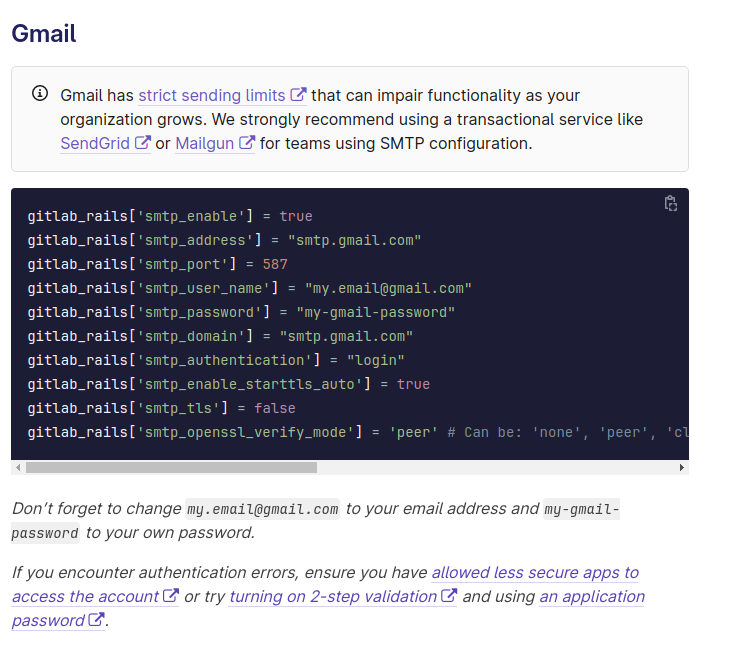 Gmail
Gmail has strict sending limits that can impair functionality as your
organization grows. We strongly recommend using a transactional service like
SendGrid or Mailgun for teams using SMTP configuration.
gitlab_rails['smtp_enable'] = true
gitlab_rails['smtp_address'] = "smtp.gmail.com"
gitlab_rails['smtp_port'] = 587
gitlab_rails['smtp_user_name'] = "my.email@gmail.com"
gitlab_rails['smtp_password'] = "my-gmail-password"
gitlab_rails['smtp_domain'] = "smtp.gmail.com"
gitlab_rails['smtp_authentication'] = "login"
gitlab_rails['smtp_enable_starttls_auto'] = true
gitlab_rails['smtp_tls'] = false
gitlab_rails['smtp_openssl_verify_mode'] = 'peer' # Can be: 'none', 'peer', 'cl
Don't forget to change my.email@gmail.com to your email address and my-gmail-
password to your own password.
If you encounter authentication errors, ensure you have allowed less secure apps to
access the account or try turning on 2-step validation and using an application
password.